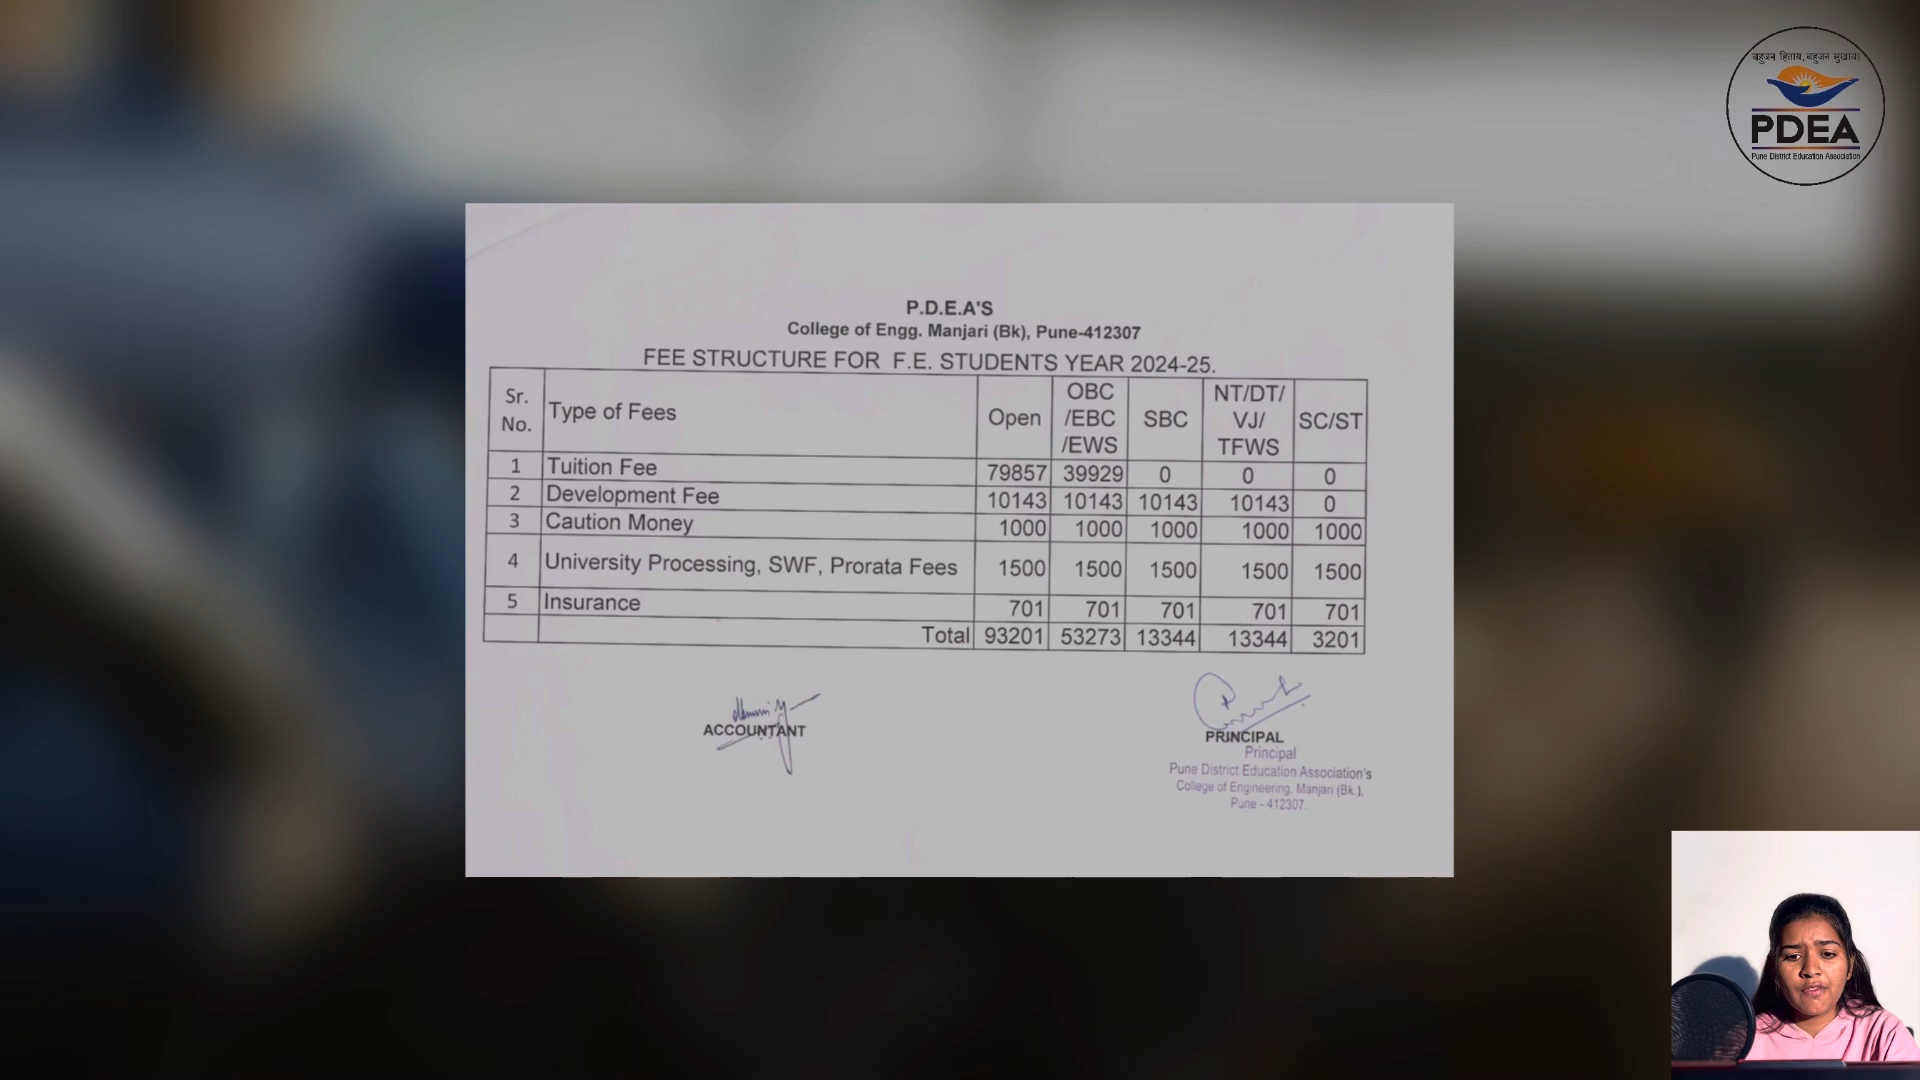 बहुजन हिताय, बहुजन सुखाय।
PDEA
Pune District Education Association
P.D.E.A'S
College of Engg. Manjari (Bk), Pune-412307
FEE STRUCTURE FOR F.E. STUDENTS YEAR 2024-25.
Sr. No. Type of Fees Open OBC /EBC /EWS SBC NT/DT/ VJ/ TFWS SC/ST
1 Tuition Fee 79857 39929 0 0 0
2 Development Fee 10143 10143 10143 10143 0
3 Caution Money 1000 1000 1000 1000 1000
4 University Processing, SWF, Prorata Fees 1500 1500 1500 1500 1500
5 Insurance 701 701 701 701 701
Total 93201 53273 13344 13344 3201
ACCOUNTANT
PRINCIPAL
Principal
Pune District Education Association's
College of Engineering, Manjari (Bk.),
Pune - 412307.